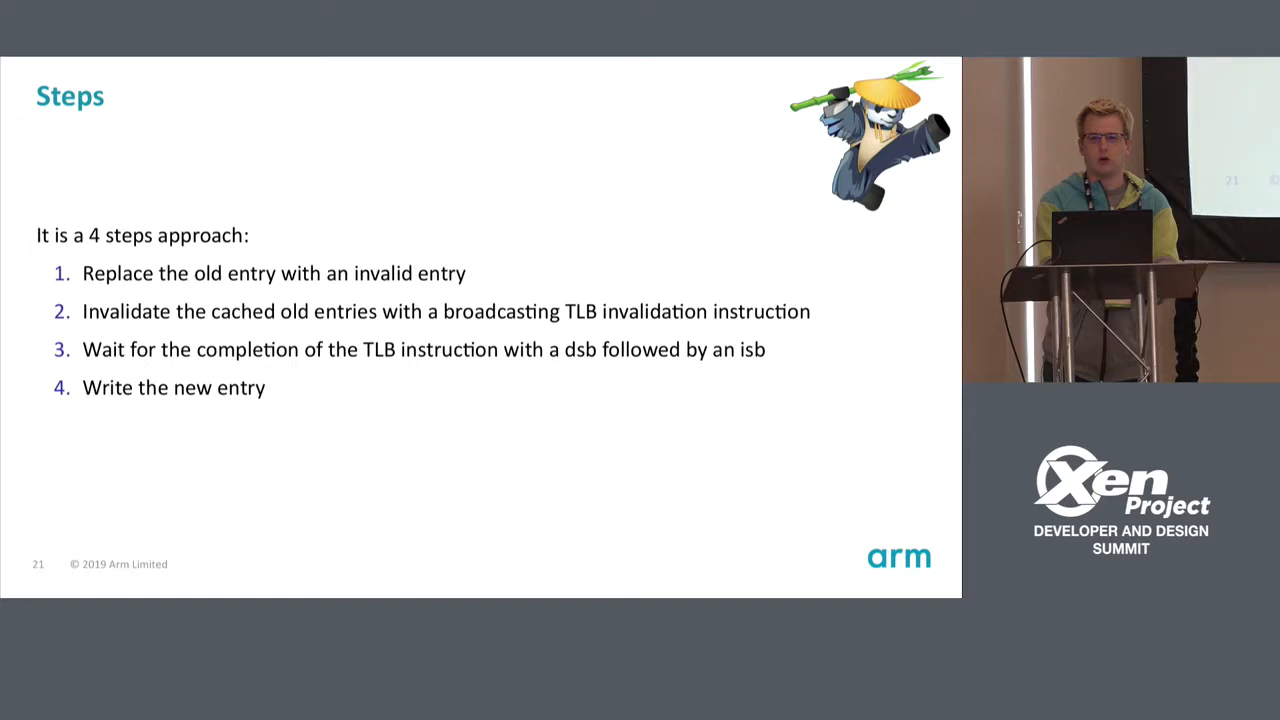 Steps
It is a 4 steps approach:
1. Replace the old entry with an invalid entry
2. Invalidate the cached old entries with a broadcasting TLB invalidation instruction
3. Wait for the completion of the TLB instruction with a dsb followed by an isb
4. Write the new entry
21 © 2019 Arm Limited
arm
21 ©
Xen
Project
DEVELOPER AND DESIGN
SUMMIT